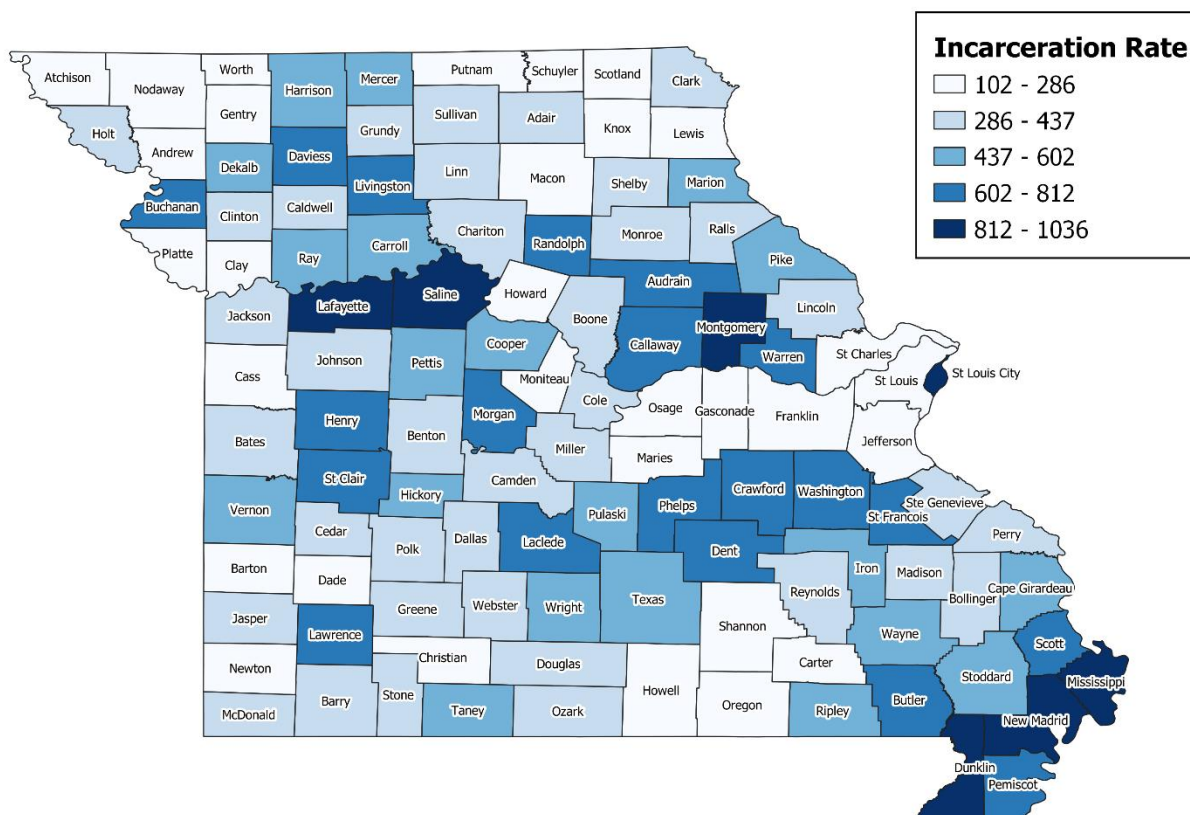 Incarceration Rate
102 - 286
286 - 437
437 - 602
602 - 812
812 - 1036
Atchison
Nodaway
Worth
Harrison
Mercer
Putnam
Schuyler
Scotland
Clark
Holt
Gentry
Sullivan
Adair
Knox
Lewis
Andrew
Dekalb
Daviess
Grundy
Linn
Macon
Shelby
Marion
Buchanan
Clinton
Caldwell
Livingston
Chariton
Randolph
Monroe
Ralls
Pike
Platte
Clay
Ray
Carroll
Audrain
Jackson
Lafayette
Saline
Howard
Boone
Callaway
Montgomery
Lincoln
Cass
Johnson
Pettis
Cooper
Moniteau
Warren
St Charles
St Louis
St Louis City
Cole
Osage
Gasconade
Franklin
Jefferson
Bates
Henry
Benton
Morgan
Miller
Maries
Vernon
St Clair
Hickory
Camden
Pulaski
Phelps
Crawford
Washington
St Francois
Ste Genevieve
Perry
Barton
Cedar
Polk
Dallas
Laclede
Dent
Iron
Madison
Bollinger
Cape Girardeau
Jasper
Dade
Greene
Webster
Wright
Texas
Reynolds
Wayne
Lawrence
Shannon
Scott
Newton
Christian
Douglas
Howell
Carter
Stoddard
Mississippi
McDonald
Barry
Stone
Taney
Ozark
Oregon
Ripley
Butler
New Madrid
Dunklin
Pemiscot